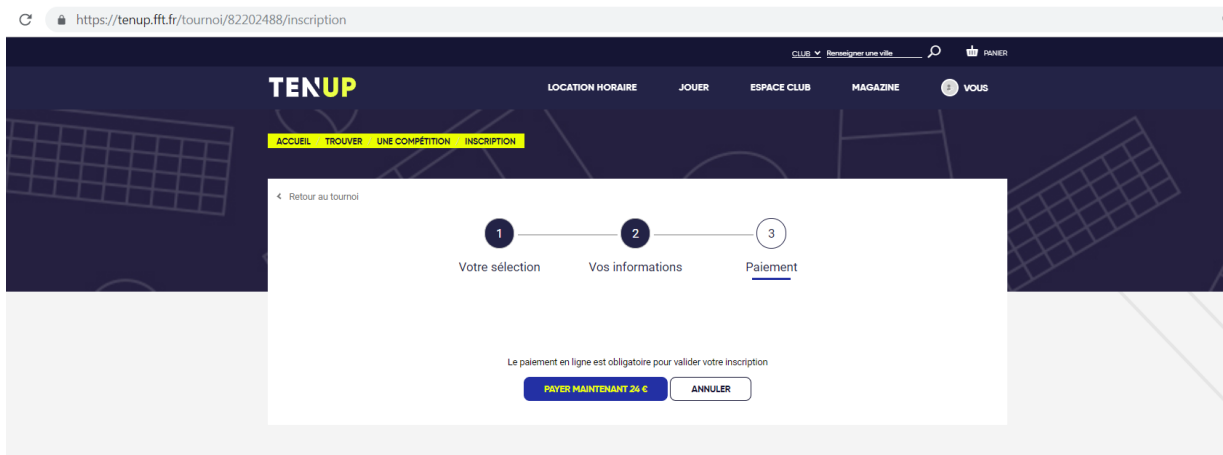 https://tenup.fft.fr/tournoi/82202488/inscription
CLUB Renseigner une ville PANIER
TENUP LOCATION HORAIRE JOUER ESPACE CLUB MAGAZINE VOUS
ACCUEIL TROUVER UNE COMPÉTITION INSCRIPTION
Retour au tournoi
1 2 3
Votre sélection Vos informations Paiement
Le paiement en ligne est obligatoire pour valider votre inscription
PAYER MAINTENANT 24 € ANNULER